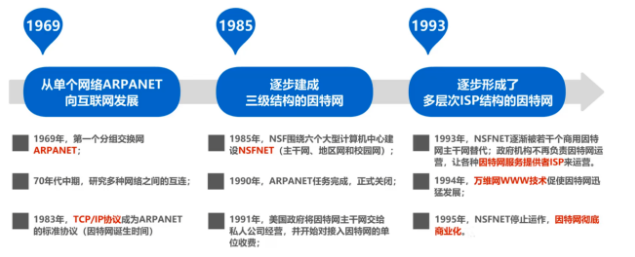 1969
1985
1993
从单个网络ARPANET
向互联网发展
逐步建成
三级结构的因特网
逐步形成了
多层次ISP结构的因特网
1969年，第一个分组交换网
ARPANET；
70年代中期，研究多种网络之间的互连；
1983年，TCP/IP协议成为ARPANET
的标准协议（因特网诞生时间）
1985年，NSF围绕六个大型计算机中心建
设NSFNET（主干网、地区网和校园网）；
1990年，ARPANET任务完成，正式关闭；
1991年，美国政府将因特网主干网交给
私人公司经营，并开始对接入因特网的单
位收费；
1993年，NSFNET逐渐被若干个商用因特
网主干网替代；政府机构不再负责因特网运
营，让各种因特网服务提供者ISP来运营。
1994年，万维网WWW技术促使因特网迅
猛发展；
1995年，NSFNET停止运作，因特网彻底
商业化。